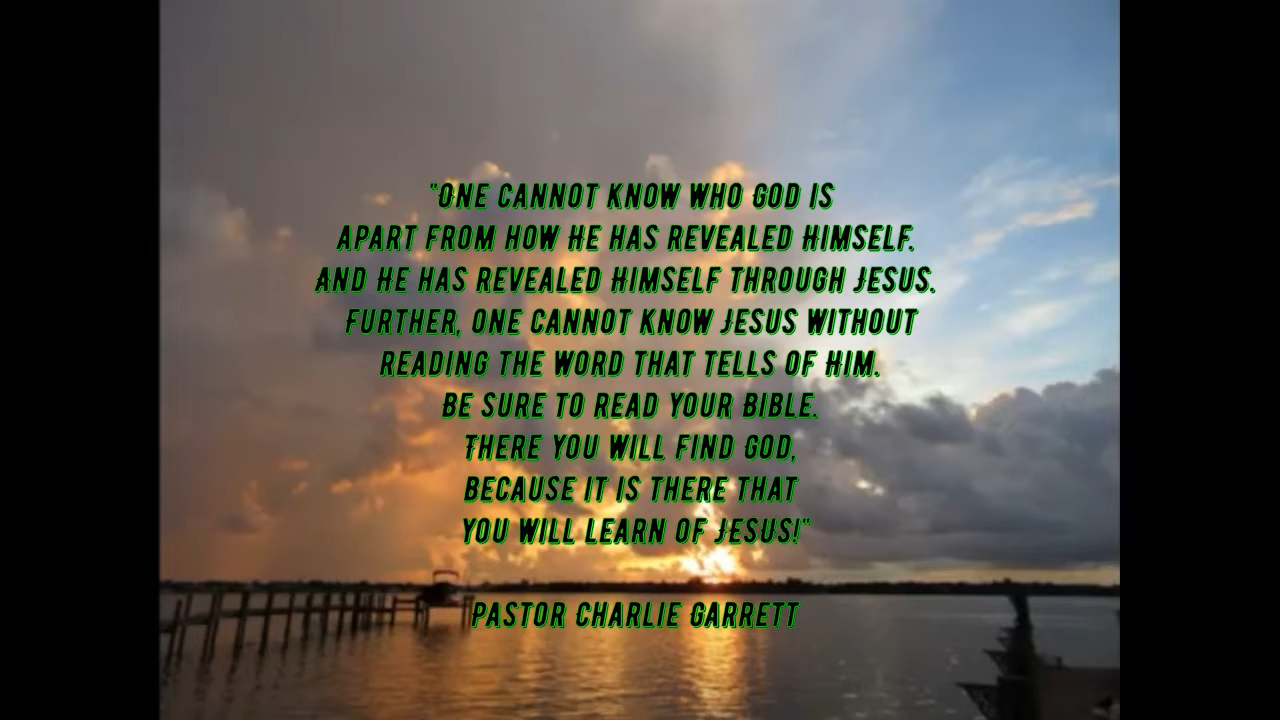 "One cannot know who God is
apart from how He has revealed Himself.
And He has revealed Himself through Jesus.
Further, one cannot know Jesus without
reading the word that tells of Him.
Be sure to read your Bible.
There you will find God,
because it is there that
you will learn of Jesus!"
Pastor Charlie Garrett